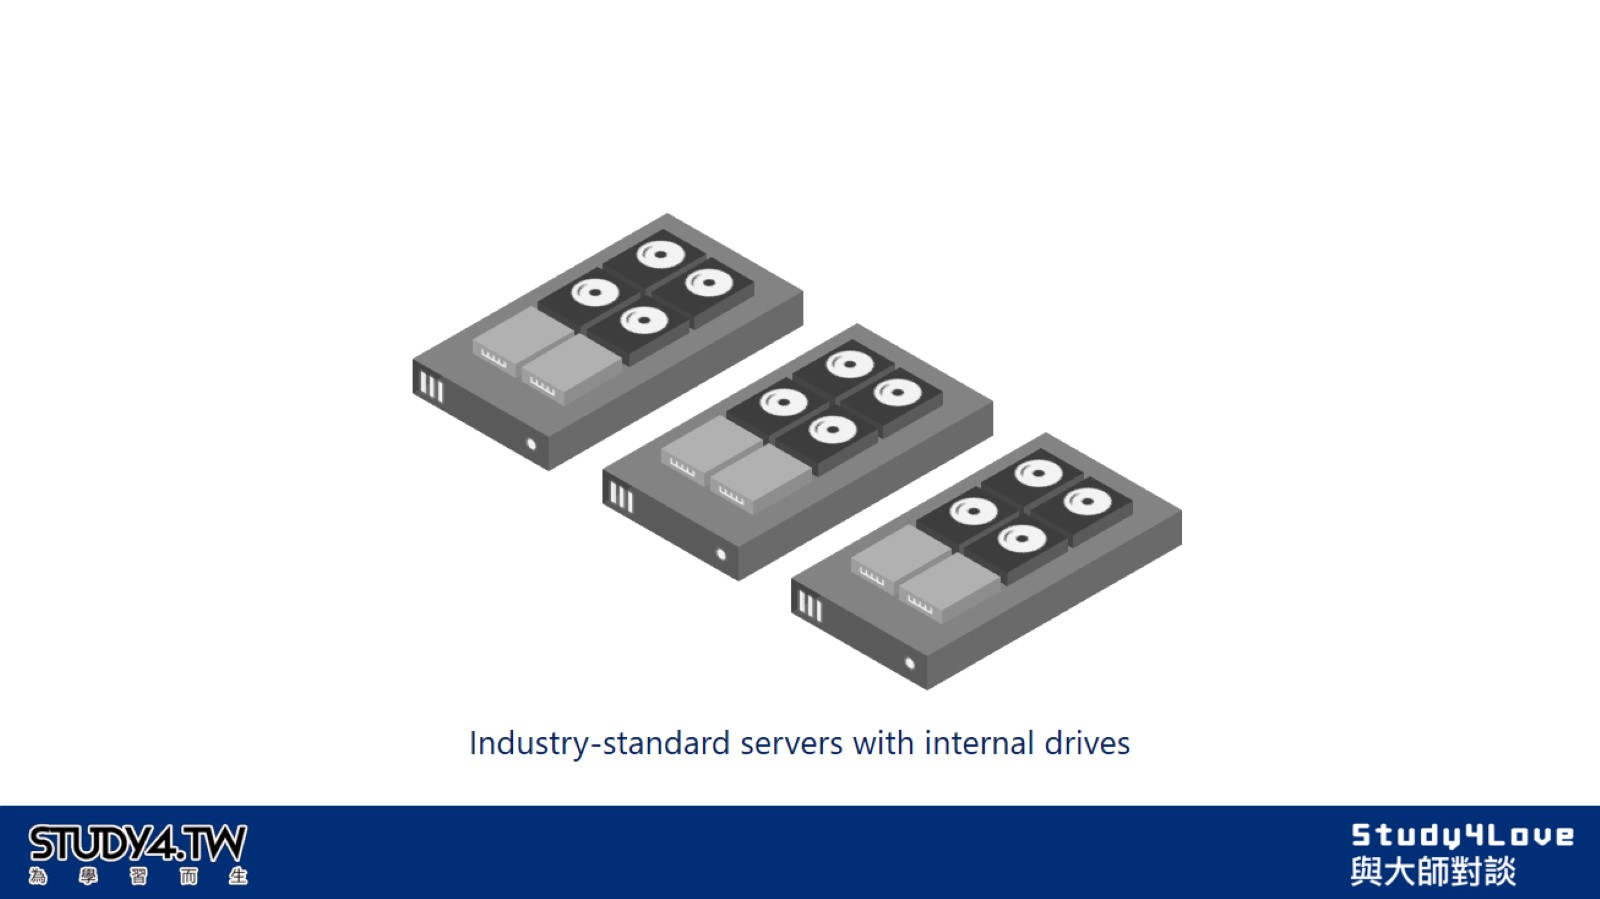 Industry-standard servers with internal drives
STUDY4.TW
為學習而生
Study4Love
與大師對談